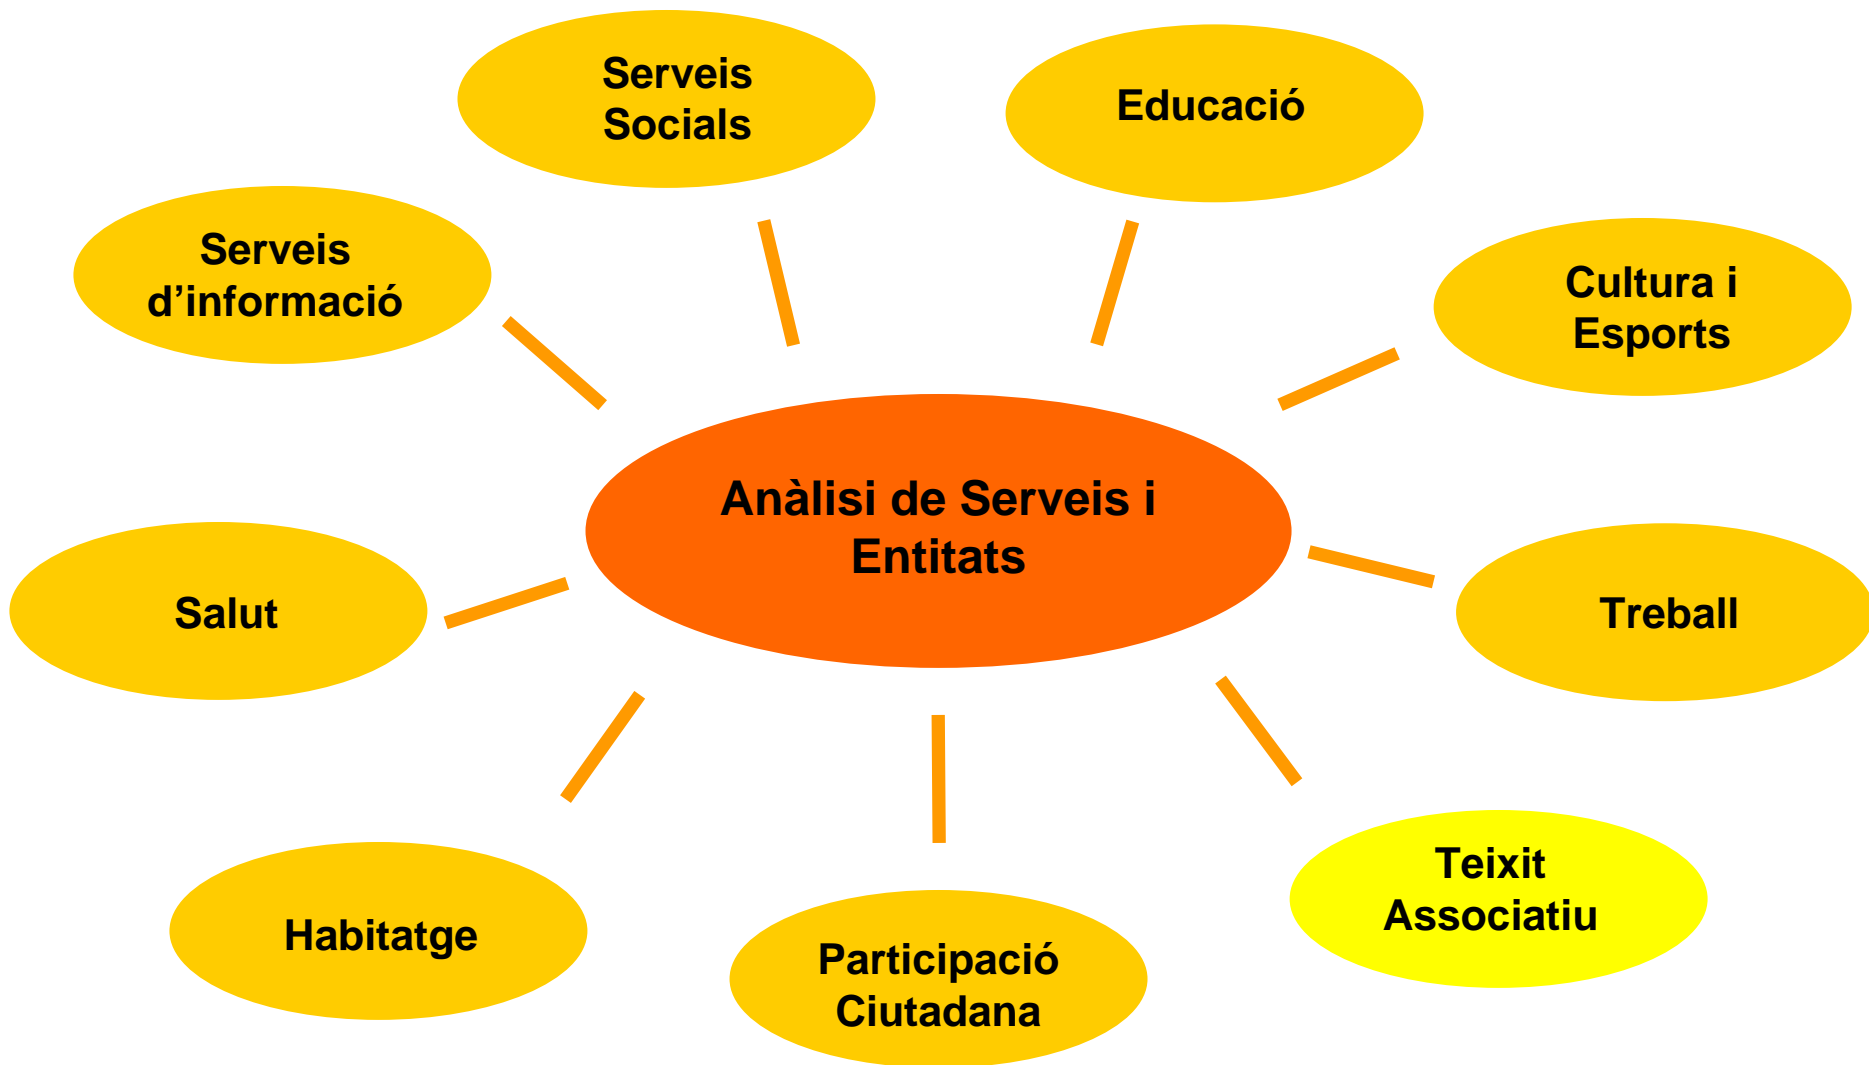 Serveis
Socials
Educació
Serveis
d’informació
Cultura i
Esports
Anàlisi de Serveis i
Entitats
Salut
Treball
Teixit
Associatiu
Habitatge
Participació
Ciutadana